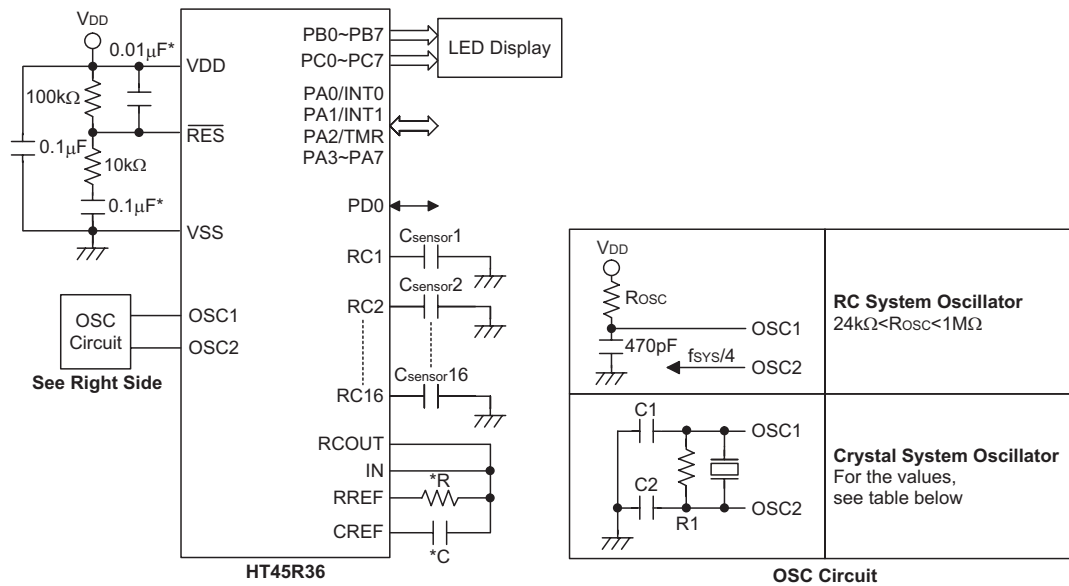 VDD
0.01μF*
100kΩ
0.1μF
10kΩ
0.1μF*
VDD
RES
VSS
OSC
Circuit
See Right Side
OSC1
OSC2
PB0~PB7
PC0~PC7
LED Display
PA0/INT0
PA1/INT1
PA2/TMR
PA3~PA7
PD0
RC1
Csensor1
RC2
Csensor2
RC16
Csensor16
RCOUT
IN
RREF
*R
CREF
*C
HT45R36
VDD
ROSC
OSC1
470pF
fSYS/4
OSC2
RC System Oscillator
24kΩ<ROSC<1MΩ
C1
OSC1
C2
R1
OSC2
Crystal System Oscillator
For the values,
see table below
OSC Circuit